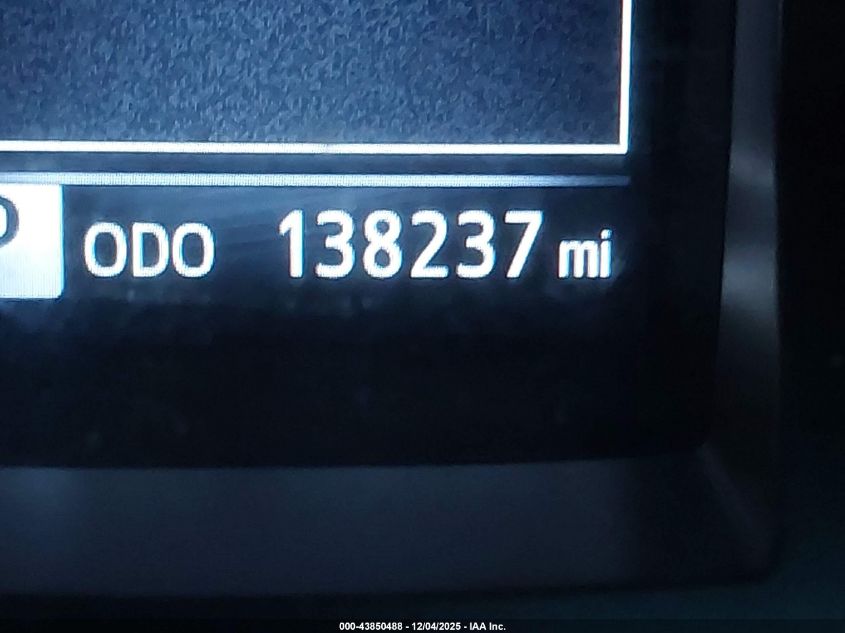 P ODO 138237 mi
000-43850488 - 12/04/2025 - IAA Inc.